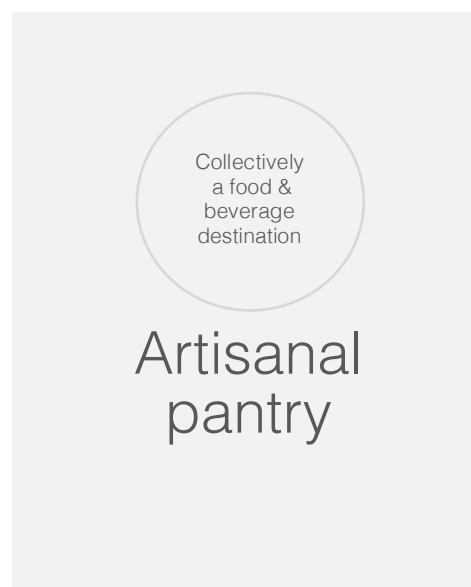 Collectively
a food &
beverage
destination
Artisanal
pantry